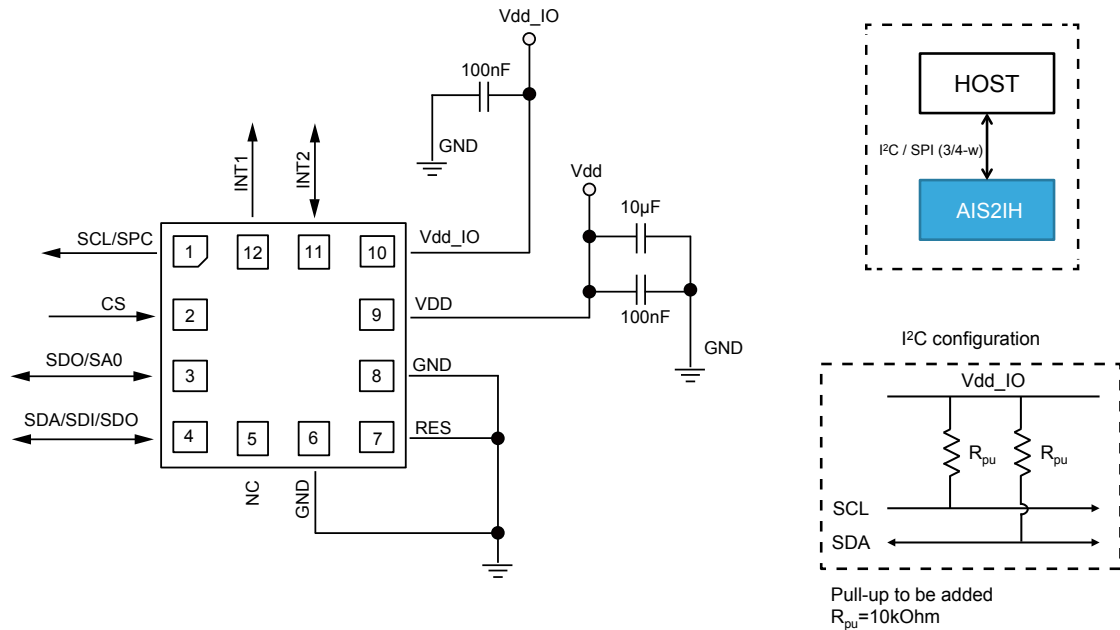 Vdd_IO
100nF
GND
INT1
INT2
Vdd
10µF
100nF
GND
SCL/SPC
CS
SDO/SA0
SDA/SDI/SDO
1
12
11
10
2
9
3
8
4
5
6
7
Vdd_IO
VDD
GND
RES
NC
GND
HOST
I²C / SPI (3/4-w)
AIS2IH
I²C configuration
Vdd_IO
Rpu
Rpu
SCL
SDA
Pull-up to be added
Rpu=10kOhm